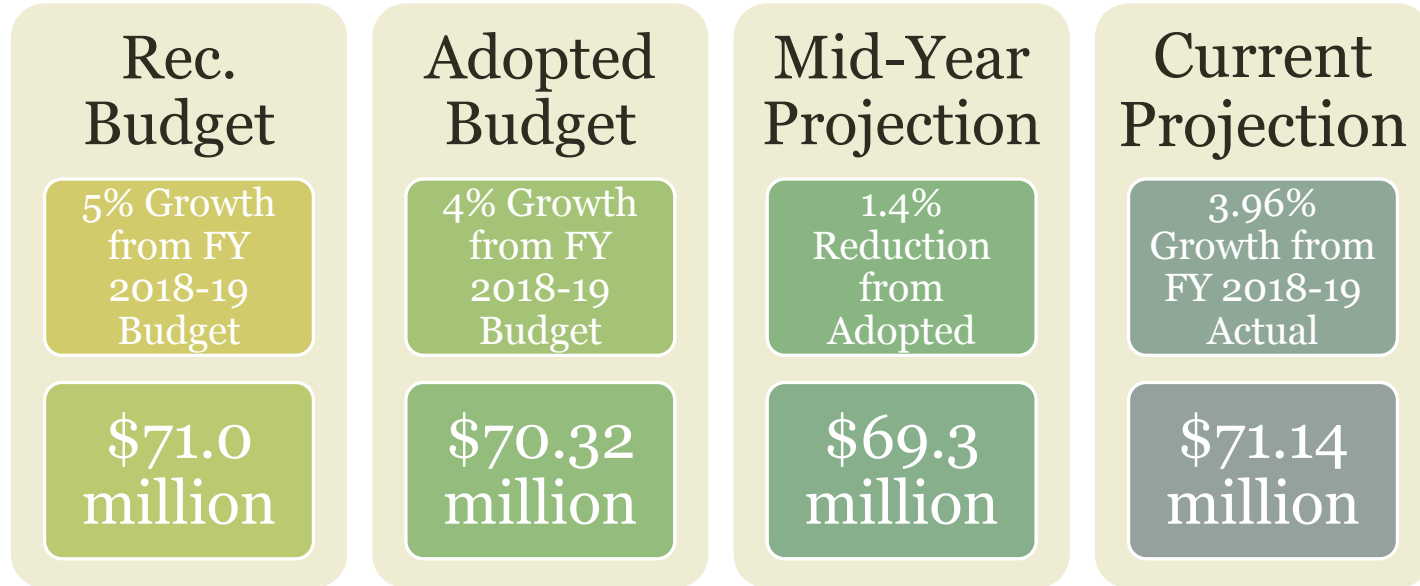 Rec.
Budget
5% Growth
from FY
2018-19
Budget
$71.0
million
Adopted
Budget
4% Growth
from FY
2018-19
Budget
$70.32
million
Mid-Year
Projection
1.4%
Reduction
from
Adopted
$69.3
million
Current
Projection
3.96%
Growth from
FY 2018-19
Actual
$71.14
million